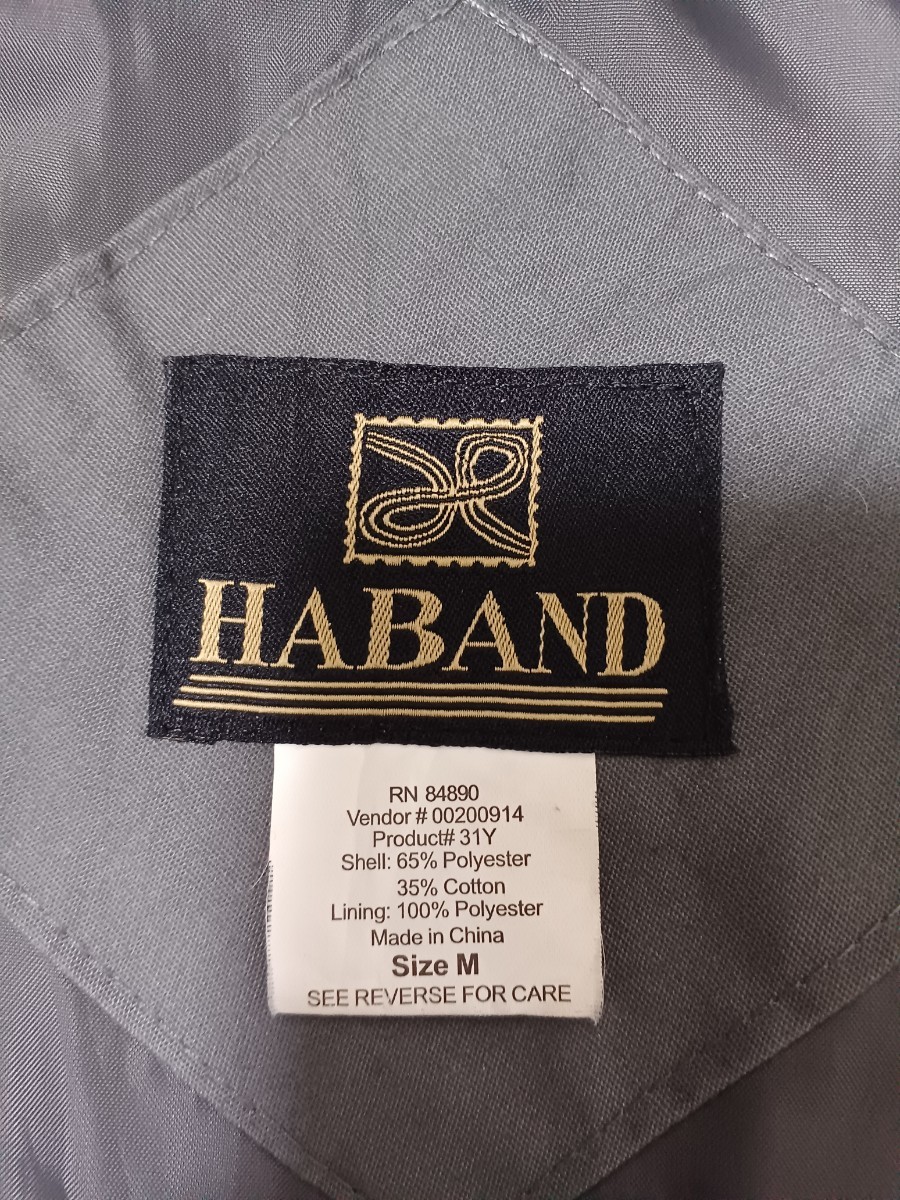 HABAND
RN 84890
Vendor # 00200914
Product# 31Y
Shell: 65% Polyester
35% Cotton
Lining: 100% Polyester
Made in China
Size M
SEE REVERSE FOR CARE